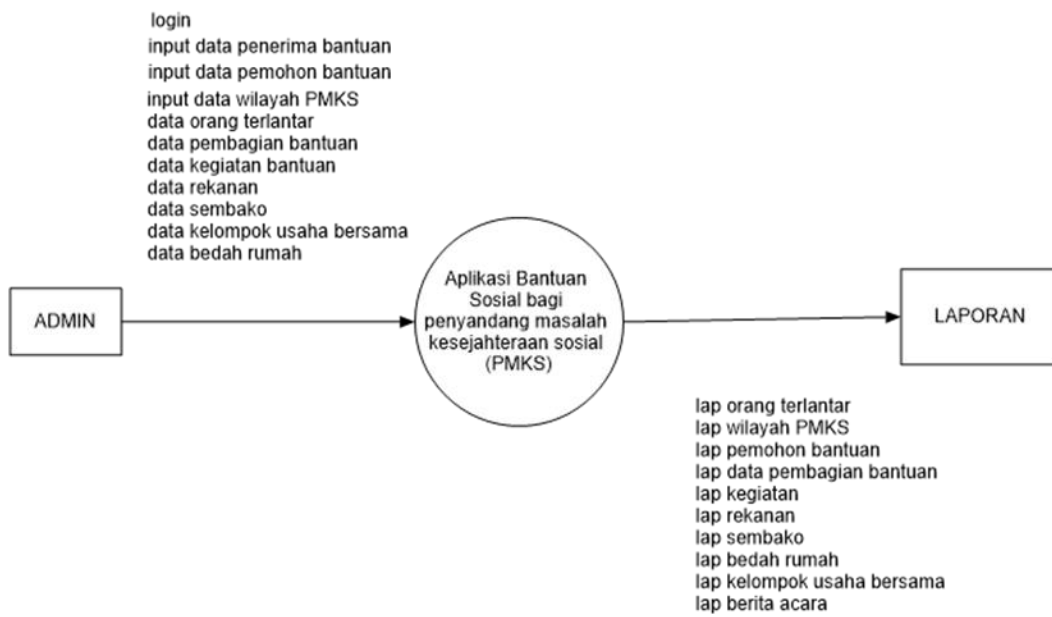 login
input data penerima bantuan
input data pemohon bantuan
input data wilayah PMKS
data orang terlantar
data pembagian bantuan
data kegiatan bantuan
data rekanan
data sembako
data kelompok usaha bersama
data bedah rumah
ADMIN
Aplikasi Bantuan
Sosial bagi
penyandang masalah
kesejahteraan sosial
(PMKS)
LAPORAN
lap orang terlantar
lap wilayah PMKS
lap pemohon bantuan
lap data pembagian bantuan
lap kegiatan
lap rekanan
lap sembako
lap bedah rumah
lap kelompok usaha bersama
lap berita acara